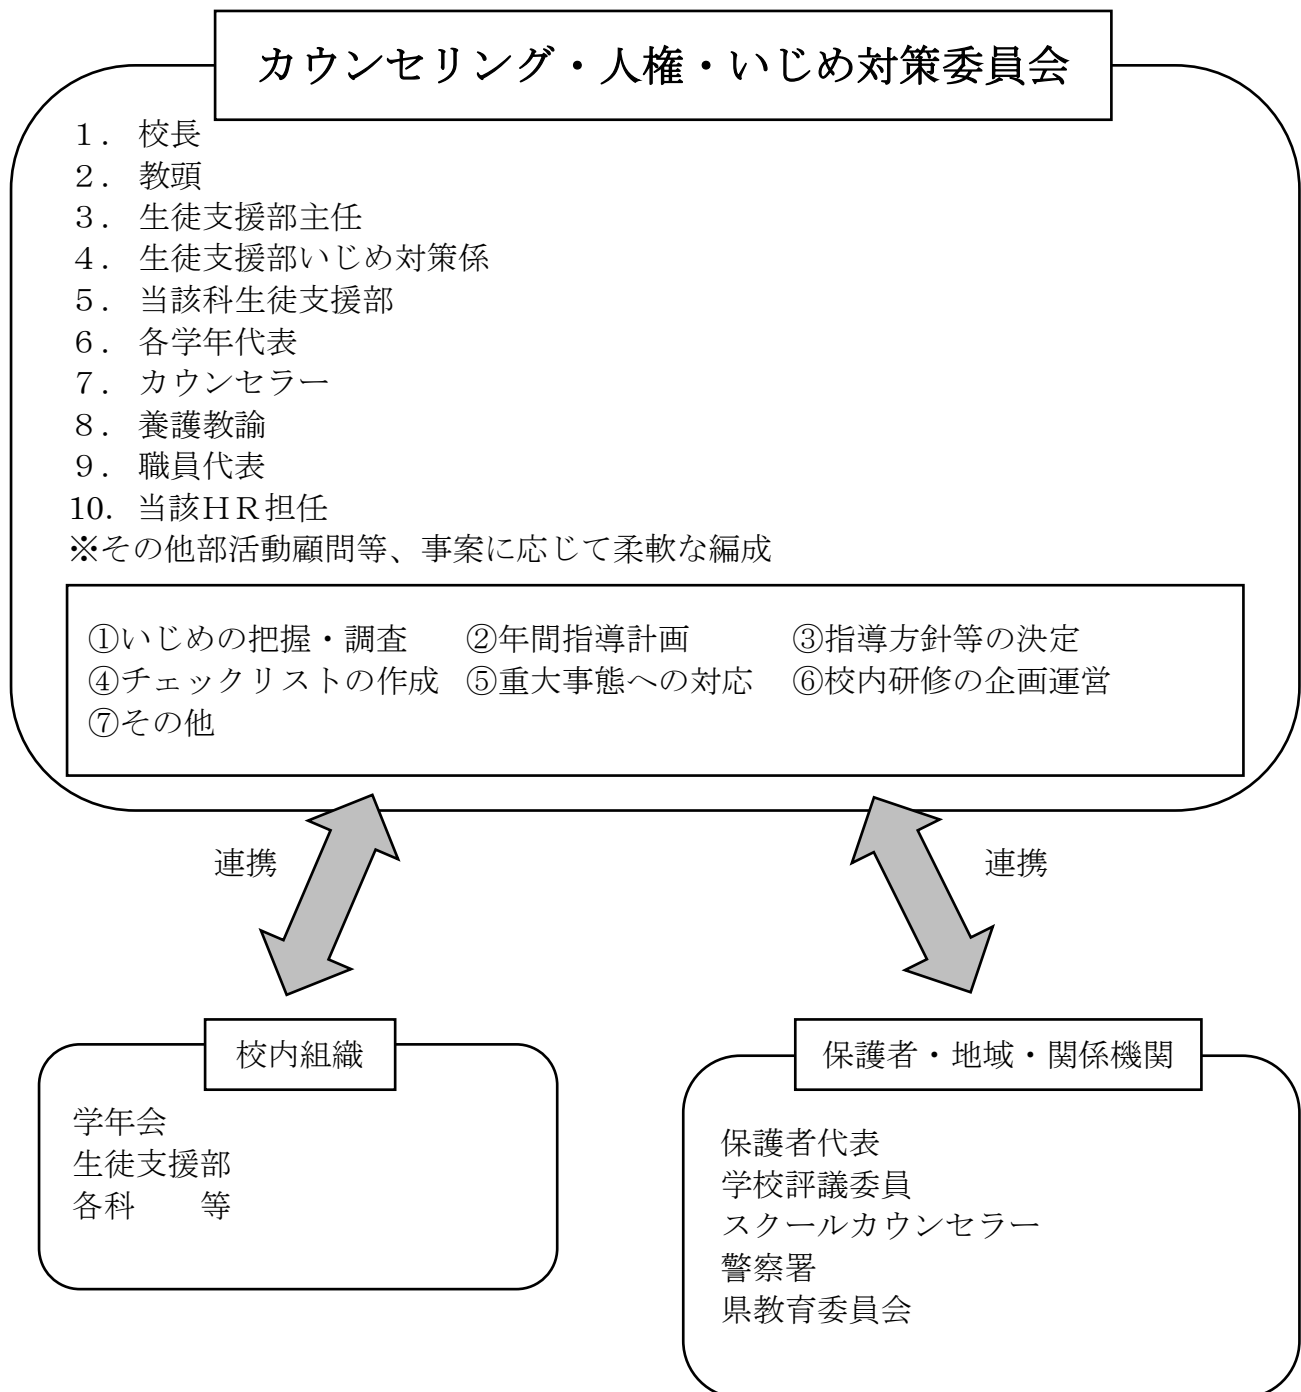 カウンセリング・人権・いじめ対策委員会
１． 校長
２． 教頭
３． 生徒支援部主任
４． 生徒支援部いじめ対策係
５． 当該科生徒支援部
６． 各学年代表
７． カウンセラー
８． 養護教諭
９． 職員代表
10. 当該ＨＲ担任
※その他部活動顧問等、事案に応じて柔軟な編成
①いじめの把握・調査　②年間指導計画　③指導方針等の決定
④チェックリストの作成　⑤重大事態への対応　⑥校内研修の企画運営
⑦その他
連携　連携
校内組織
学年会
生徒支援部
各科　　等
保護者・地域・関係機関
保護者代表
学校評議委員
スクールカウンセラー
警察署
県教育委員会